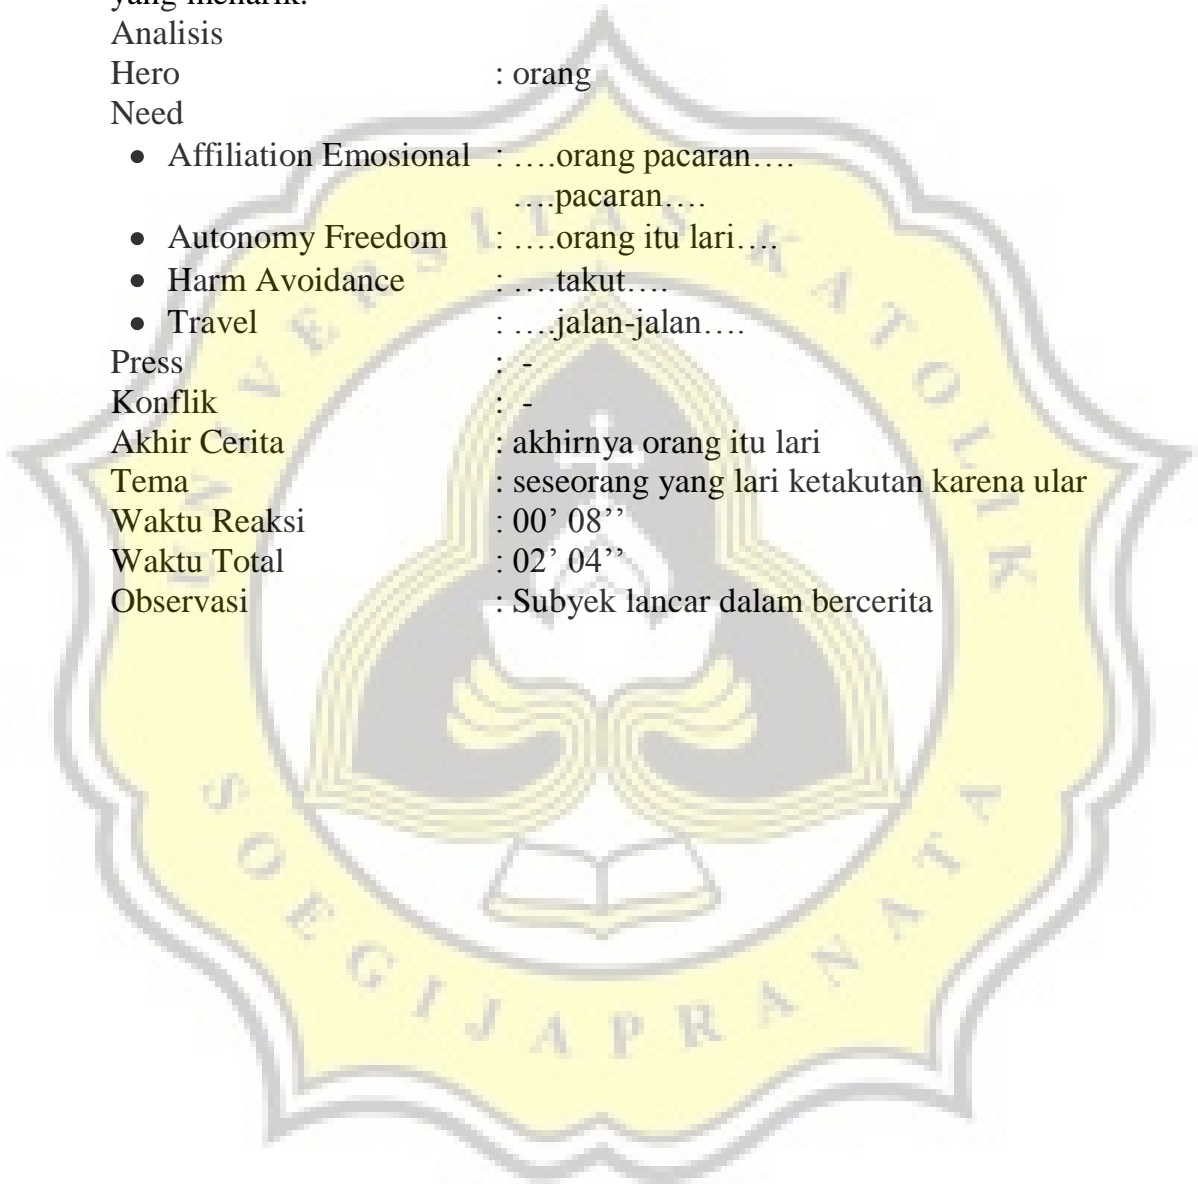 yang menarik.
Analisis
Hero : orang
Need
• Affiliation Emosional : ….orang pacaran….
….pacaran….
• Autonomy Freedom : ….orang itu lari….
• Harm Avoidance : ….takut….
• Travel : ….jalan-jalan….
Press : -
Konflik : -
Akhir Cerita : akhirnya orang itu lari
Tema : seseorang yang lari ketakutan karena ular
Waktu Reaksi : 00’ 08’’
Waktu Total : 02’ 04’’
Observasi : Subyek lancar dalam bercerita
UNIVERSITAS KATOLIK
SOEGIJAPRANATA